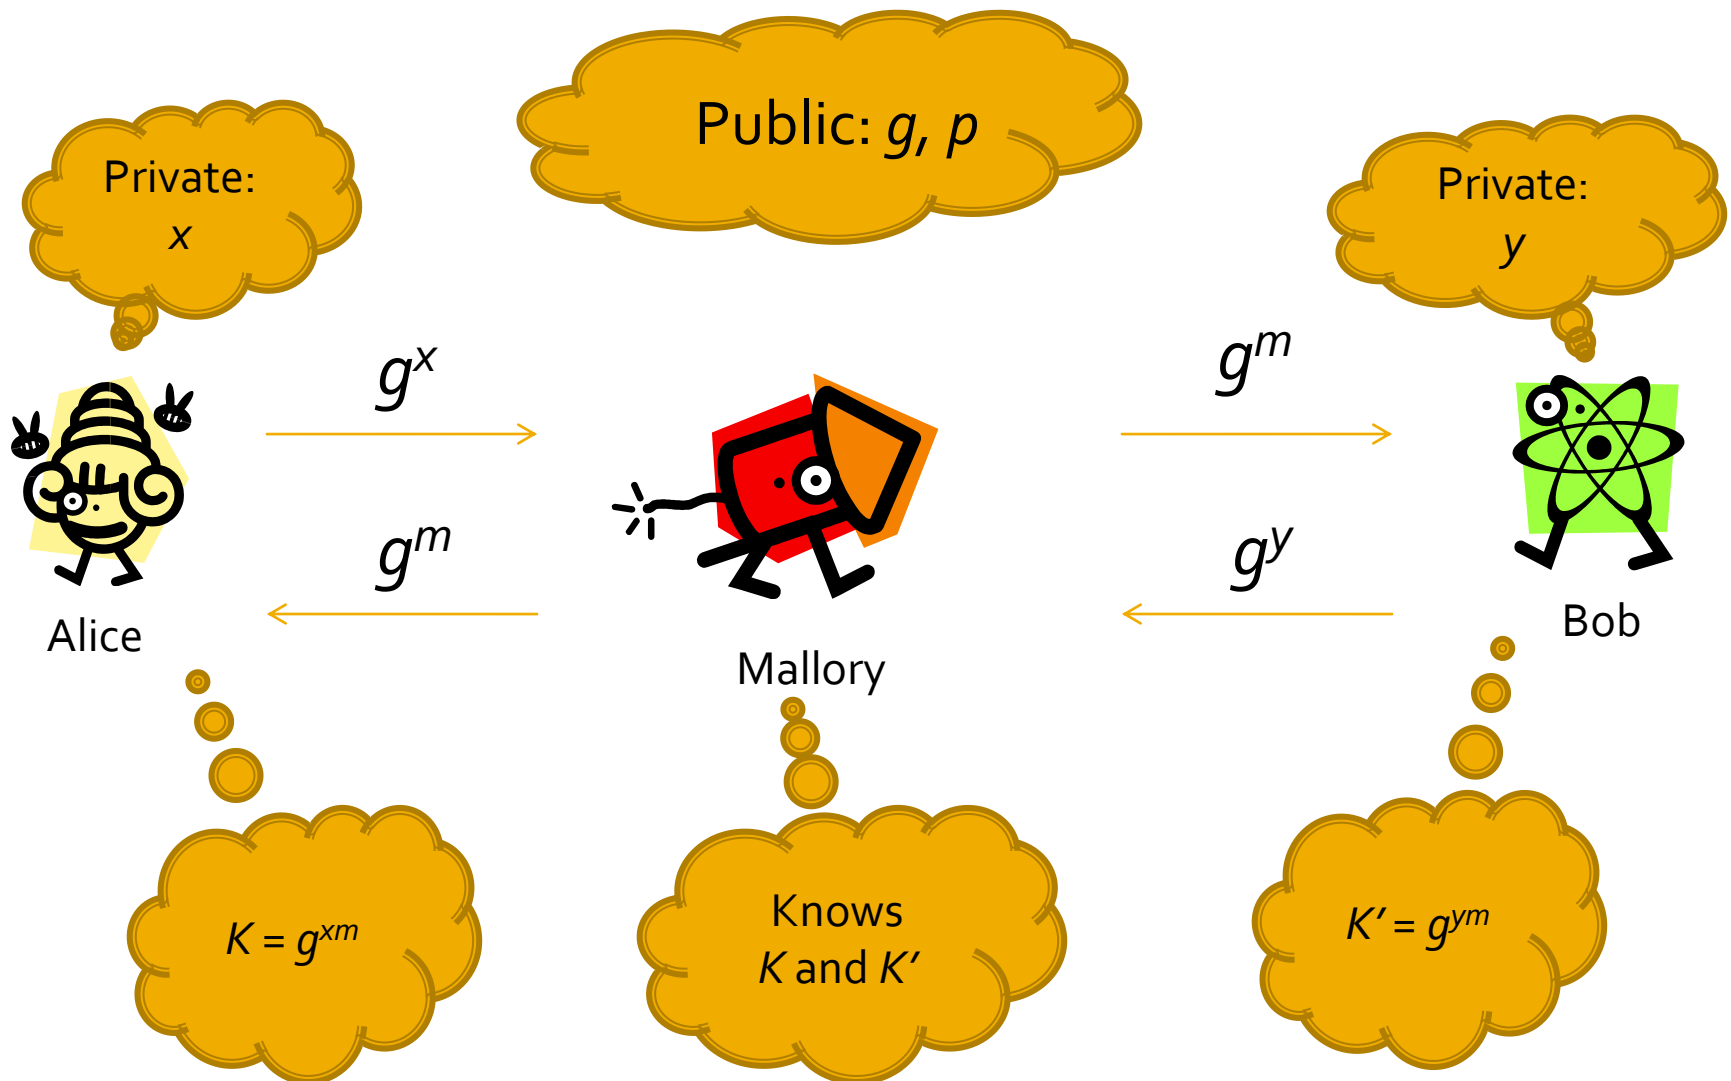 Public: g, p
Private:
x
Private:
y
gˣ
gᵐ
gᵐ
gʸ
Alice
Mallory
Bob
K = gˣᵐ
Knows
K and K′
K′ = gʸᵐ